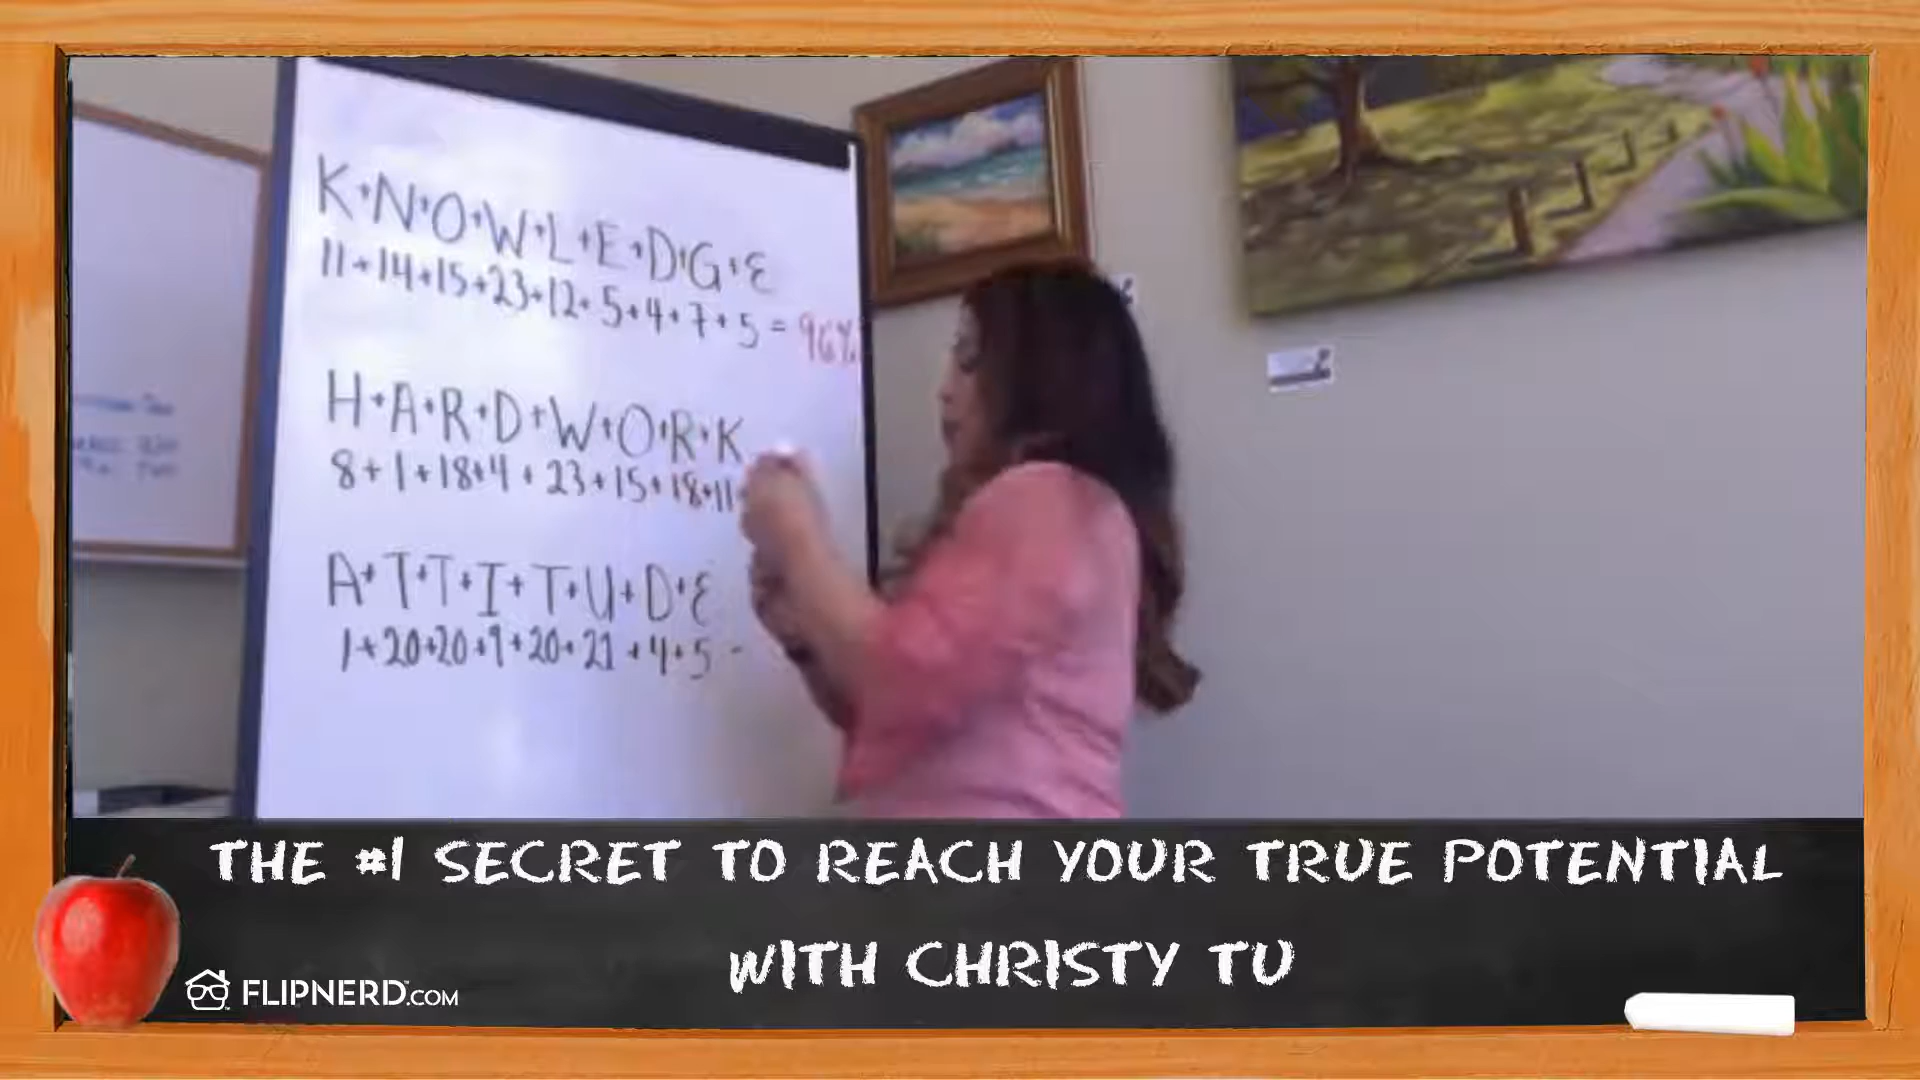 K+N+O+W+L+E+D+G+E
11+14+15+23+12+5+4+7+5 = 96%
H+A+R+D+W+O+R+K
8+1+18+4+23+15+18+11
A+T+T+I+T+U+D+E
1+20+20+9+20+21+4+5 -
THE #1 SECRET TO REACH YOUR TRUE POTENTIAL
WITH CHRISTY TU
FLIPNERD.COM